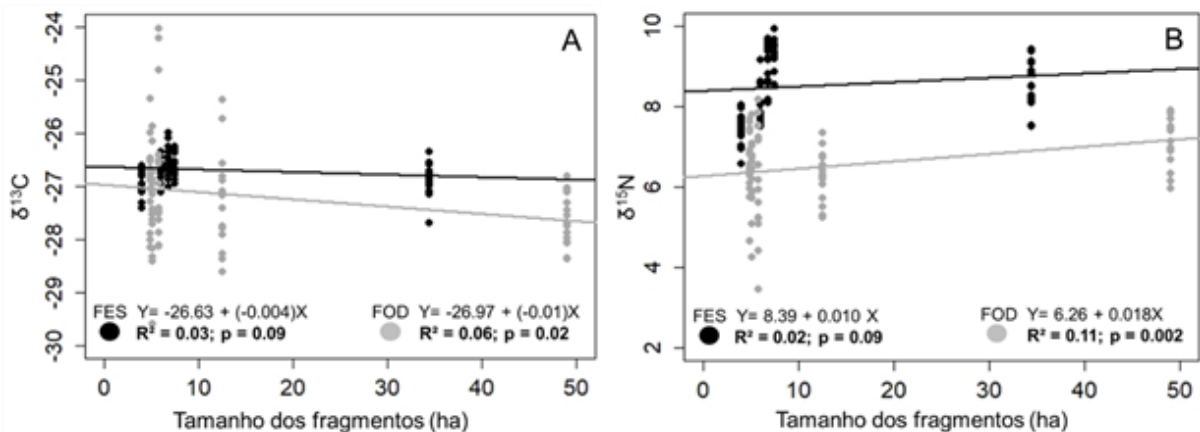 A
-24
-25
-26
-27
-28
-29
-30
δ¹³C
FES Y= -26.63 + (-0.004)X
R² = 0.03; p = 0.09
FOD Y= -26.97 + (-0.01)X
R² = 0.06; p = 0.02
0 10 20 30 40 50
Tamanho dos fragmentos (ha)
B
10
8
6
4
2
δ¹⁵N
FES Y= 8.39 + 0.010 X
R² = 0.02; p = 0.09
FOD Y= 6.26 + 0.018X
R² = 0.11; p = 0.002
0 10 20 30 40 50
Tamanho dos fragmentos (ha)